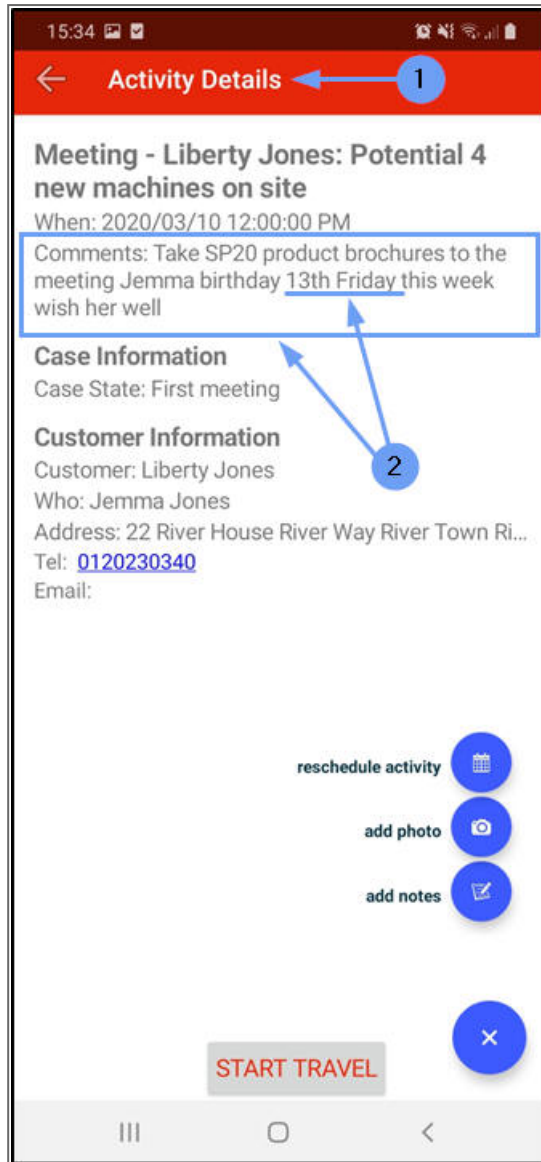 15:34
Activity Details
1
Meeting - Liberty Jones: Potential 4
new machines on site
When: 2020/03/10 12:00:00 PM
Comments: Take SP20 product brochures to the
meeting Jemma birthday 13th Friday this week
wish her well
Case Information
Case State: First meeting
Customer Information
2
Customer: Liberty Jones
Who: Jemma Jones
Address: 22 River House River Way River Town Ri...
Tel: 0120230340
Email:
reschedule activity
add photo
add notes
START TRAVEL